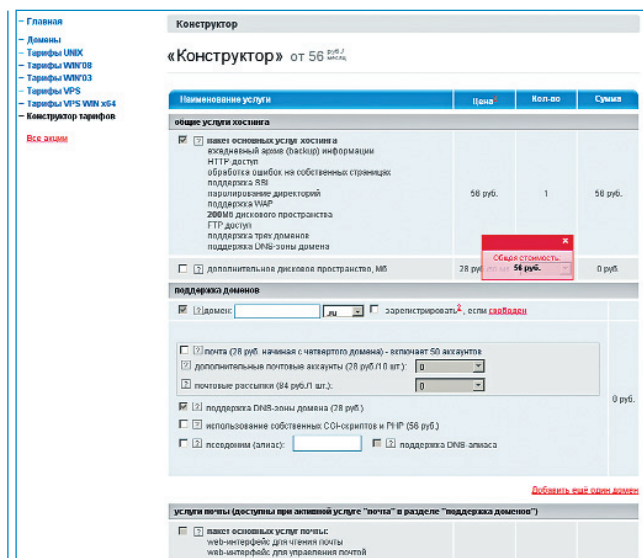 – Главная
– Домены
– Тарифы UNIX
– Тарифы WIN'08
– Тарифы WIN'03
– Тарифы VPS
– Тарифы VPS WIN x64
– Конструктор тарифов
Все акции
Конструктор
«Конструктор» от 56 руб./месяц
Наименование услуги Цена Кол-во Сумма
общие услуги хостинга
? пакет основных услуг хостинга
ежедневный архив (backup) информации
HTTP-доступ
обработка ошибок на собственных страницах
поддержка SSI
паролирование директорий
поддержка WAP
200Мб дискового пространства
FTP-доступ
поддержка трех доменов
поддержка DNS-зоны домена
56 руб. 1 56 руб.
Общая стоимость:
56 руб.
? дополнительное дисковое пространство, Мб 28 руб. 0 руб.
поддержка доменов
? домен: .ru зарегистрировать2, если свободен
? почта (28 руб. начиная с четвертого домена) - включает 50 аккаунтов
? дополнительные почтовые аккаунты (28 руб./10 шт.): 0
? почтовые рассылки (84 руб./1 шт.): 0
0 руб.
? поддержка DNS-зоны домена (28 руб.)
? использование собственных CGI-скриптов и PHP (56 руб.)
? псевдоним (алиас): ? поддержка DNS-алиаса
Добавить ещё один домен
услуги почты (доступны при активной услуге "почта" в разделе "поддержка доменов")
? пакет основных услуг почты:
web-интерфейс для чтения почты
web-интерфейс для управления почтой